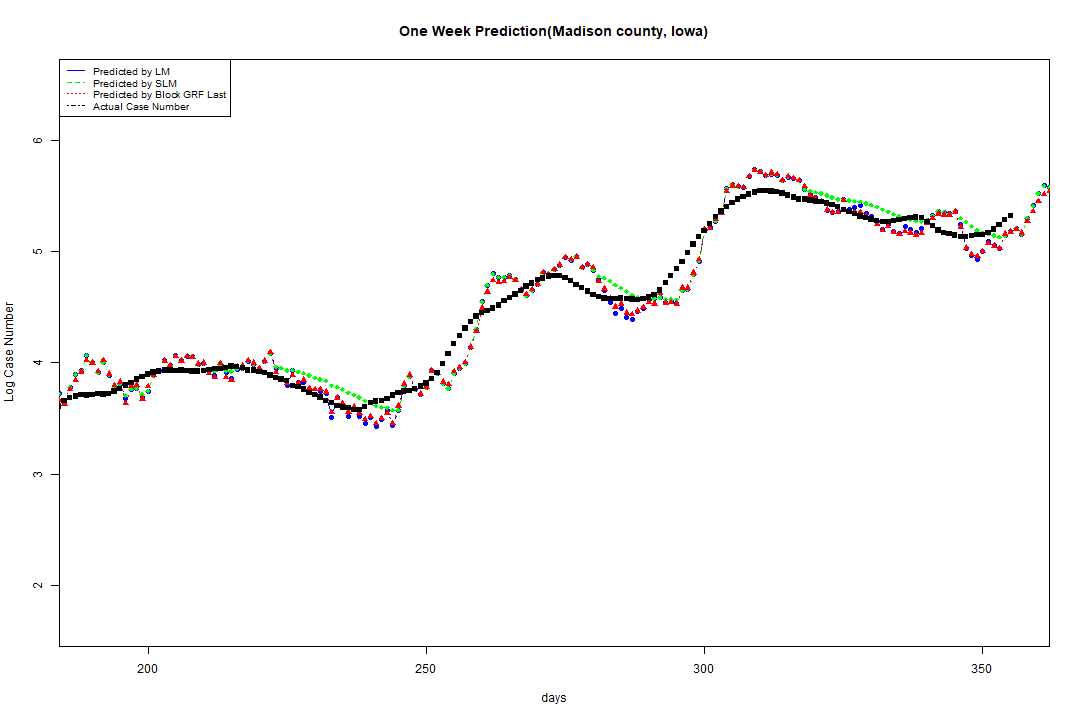 One Week Prediction(Madison county, Iowa)
Predicted by LM
Predicted by SLM
Predicted by Block GRF Last
Actual Case Number
6
5
4
3
2
Log Case Number
200 250 300 350
days